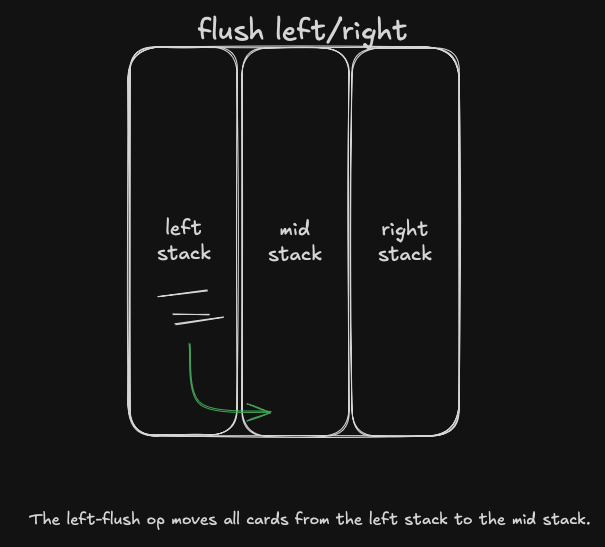 flush left/right
left
stack
mid
stack
right
stack
The left-flush op moves all cards from the left stack to the mid stack.